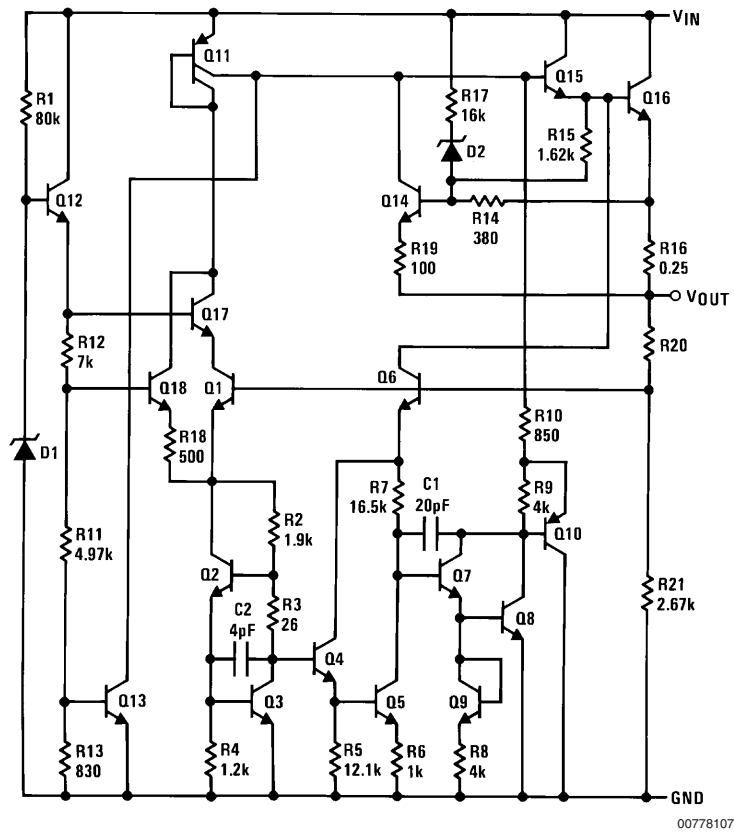 VIN
Q11
R1
80k
Q15
Q16
R17
16k
R15
1.62k
D2
Q12
Q14
R14
380
R19
100
R16
0.25
VOUT
Q17
R12
7k
R20
Q18
Q1
Q6
R18
500
R10
850
D1
R7
16.5k
C1
20pF
R9
4k
Q10
R2
1.9k
R11
4.97k
Q2
Q7
R21
2.67k
R3
26
C2
4pF
Q8
Q4
Q13
Q3
Q5
Q9
R13
830
R4
1.2k
R5
12.1k
R6
1k
R8
4k
GND
00778107